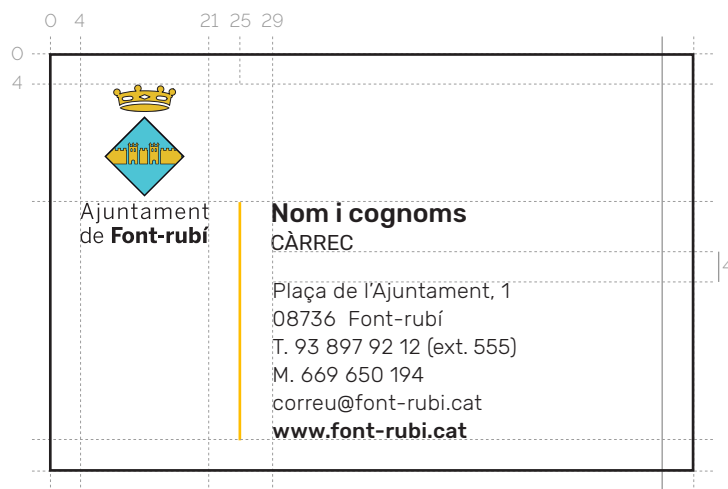 0 4 21 25 29
0
4
Ajuntament
de Font-rubí
Nom i cognoms
CÀRREC
4
Plaça de l'Ajuntament, 1
08736 Font-rubí
T. 93 897 92 12 (ext. 555)
M. 669 650 194
correu@font-rubi.cat
www.font-rubi.cat